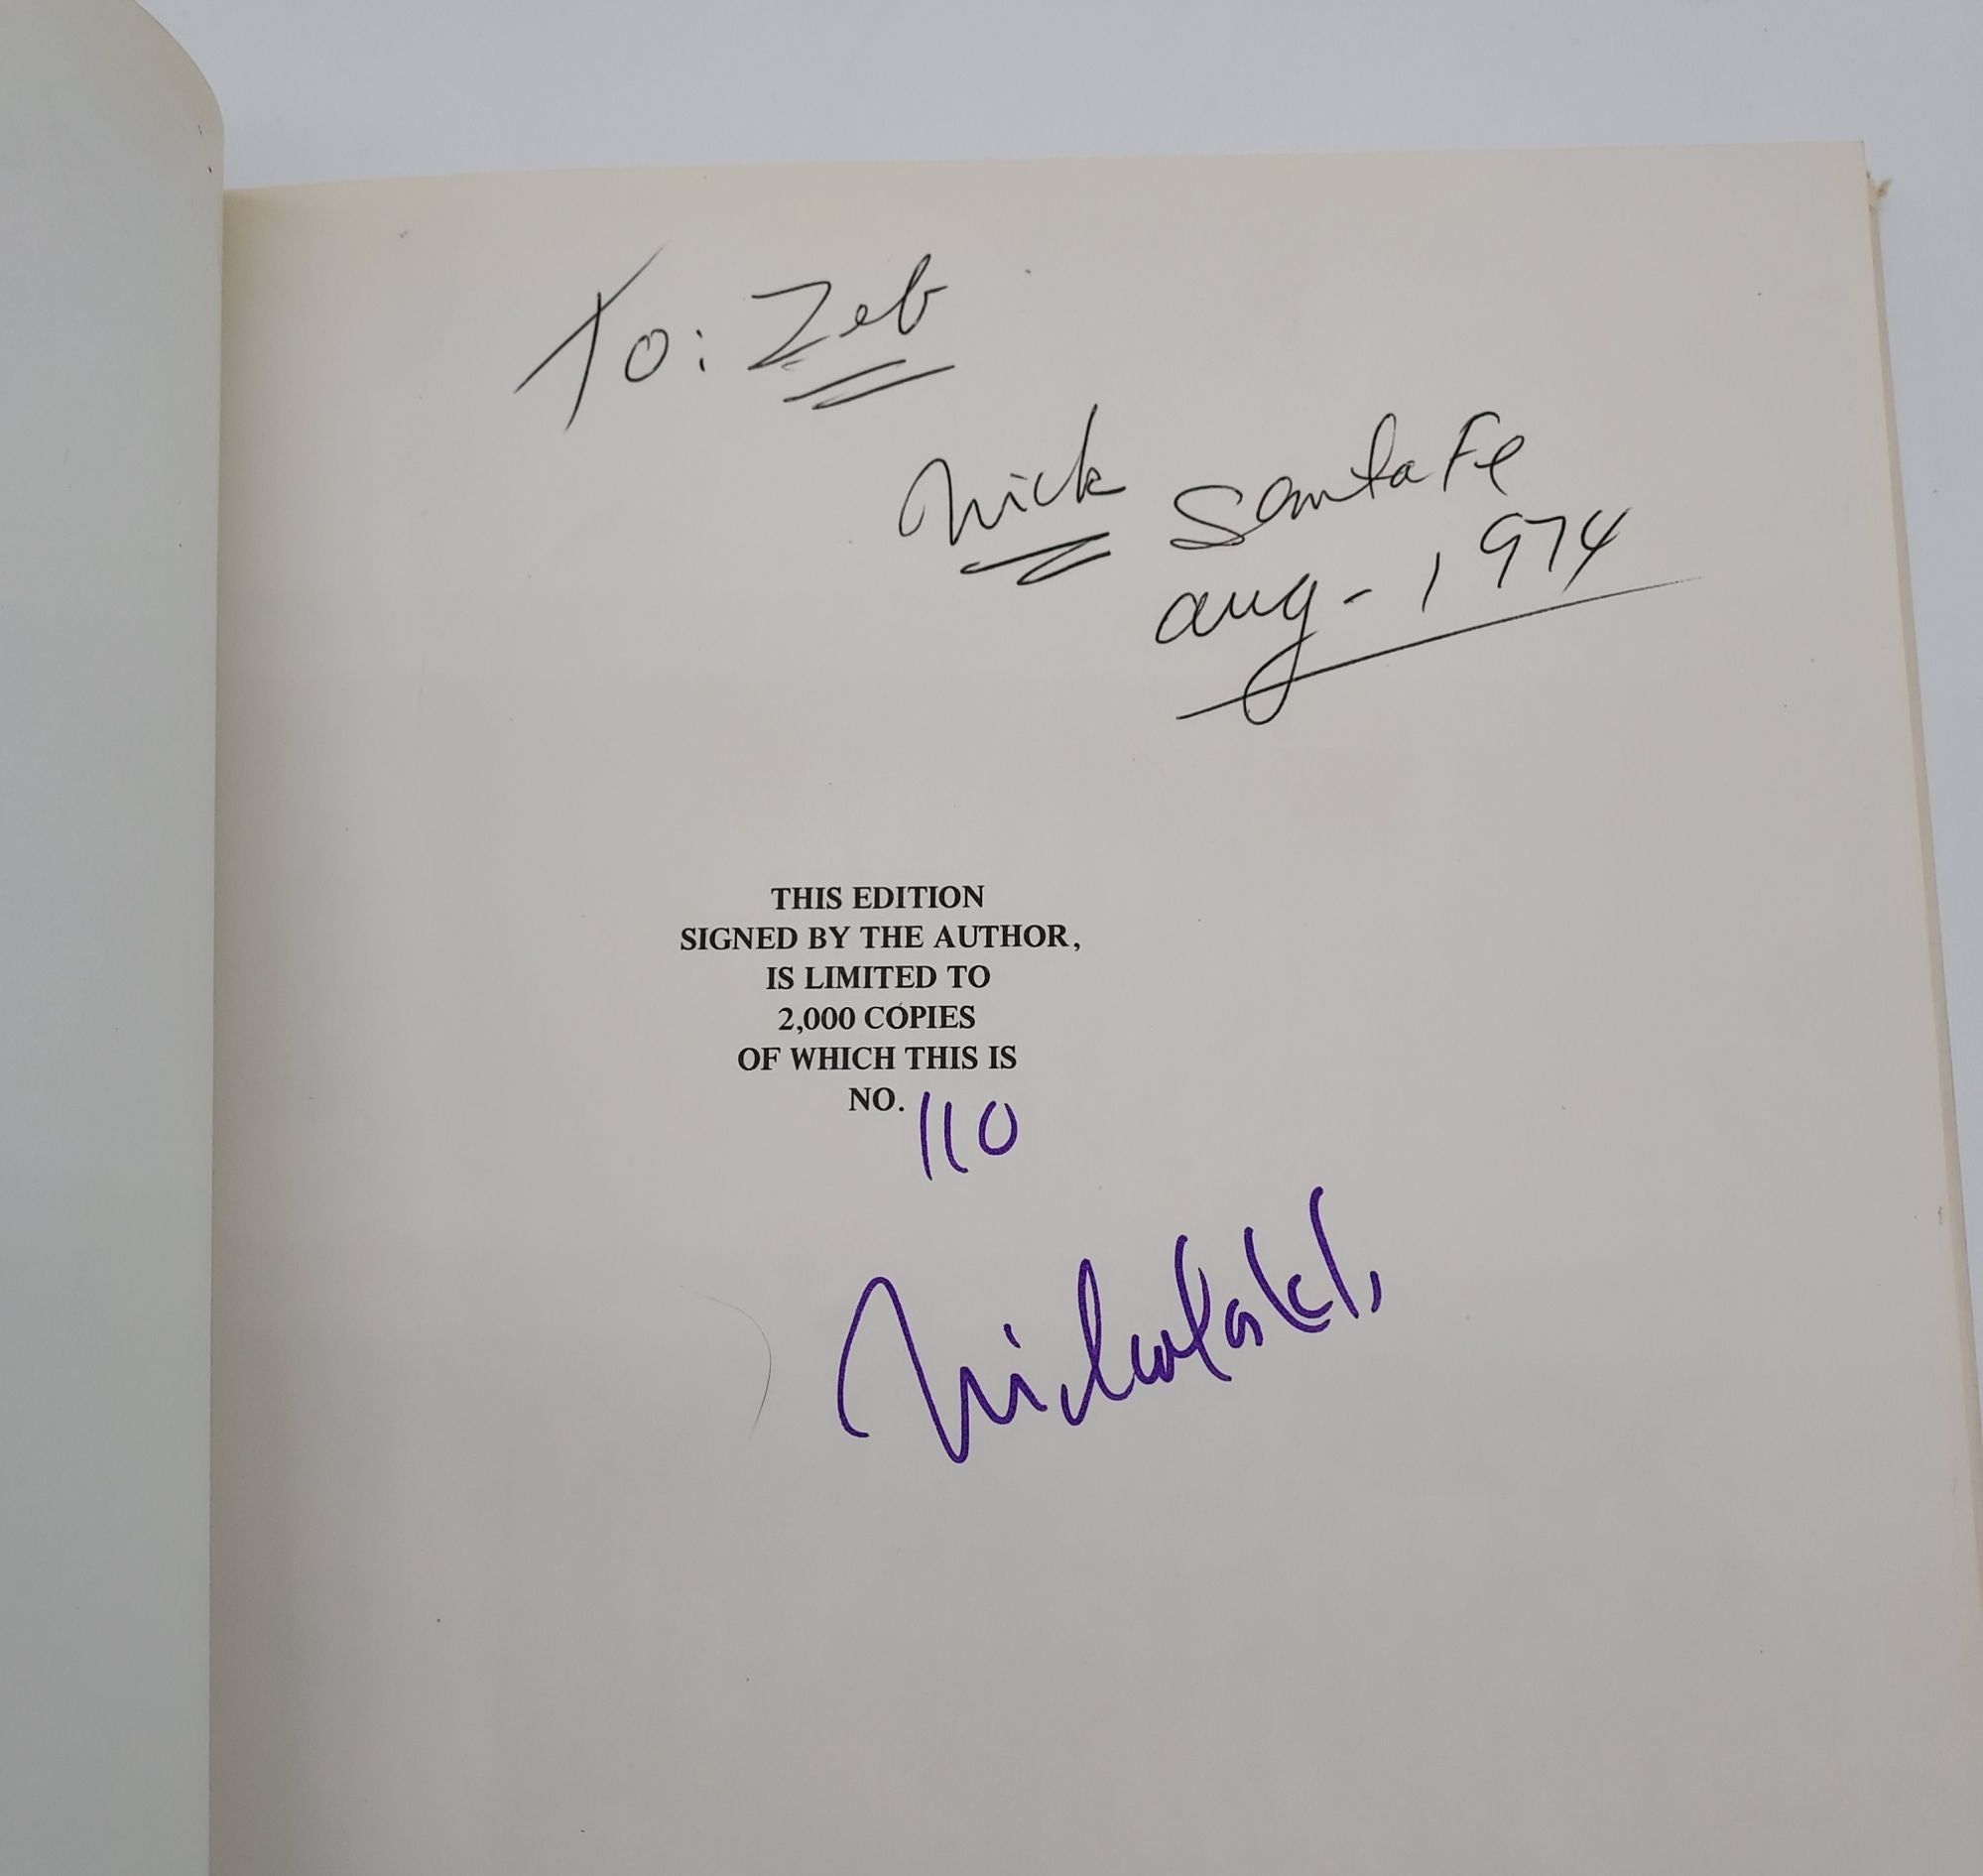 To: Zeb
Nick Santa Fe
aug - 1974
THIS EDITION
SIGNED BY THE AUTHOR,
IS LIMITED TO
2,000 COPIES
OF WHICH THIS IS
NO. 110